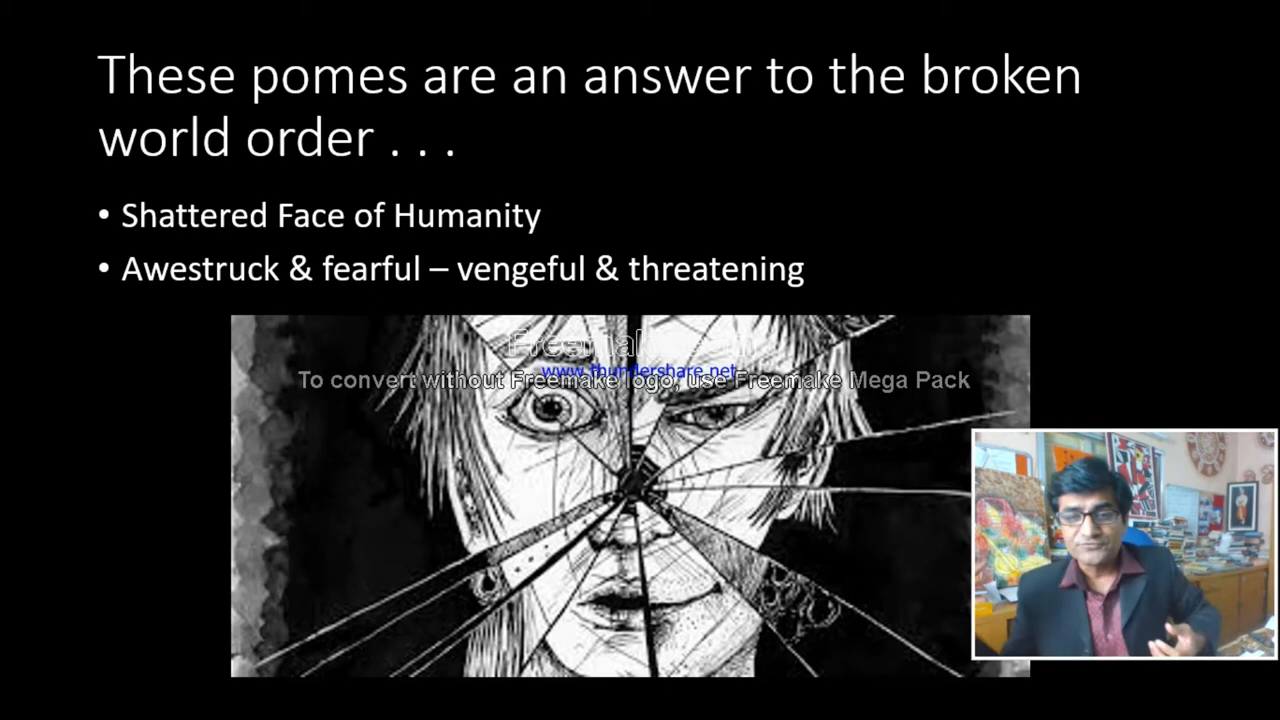 These pomes are an answer to the broken
world order . . .
• Shattered Face of Humanity
• Awestruck & fearful – vengeful & threatening
www.thundershare.net
To convert without Freemake logo, use Freemake Mega Pack